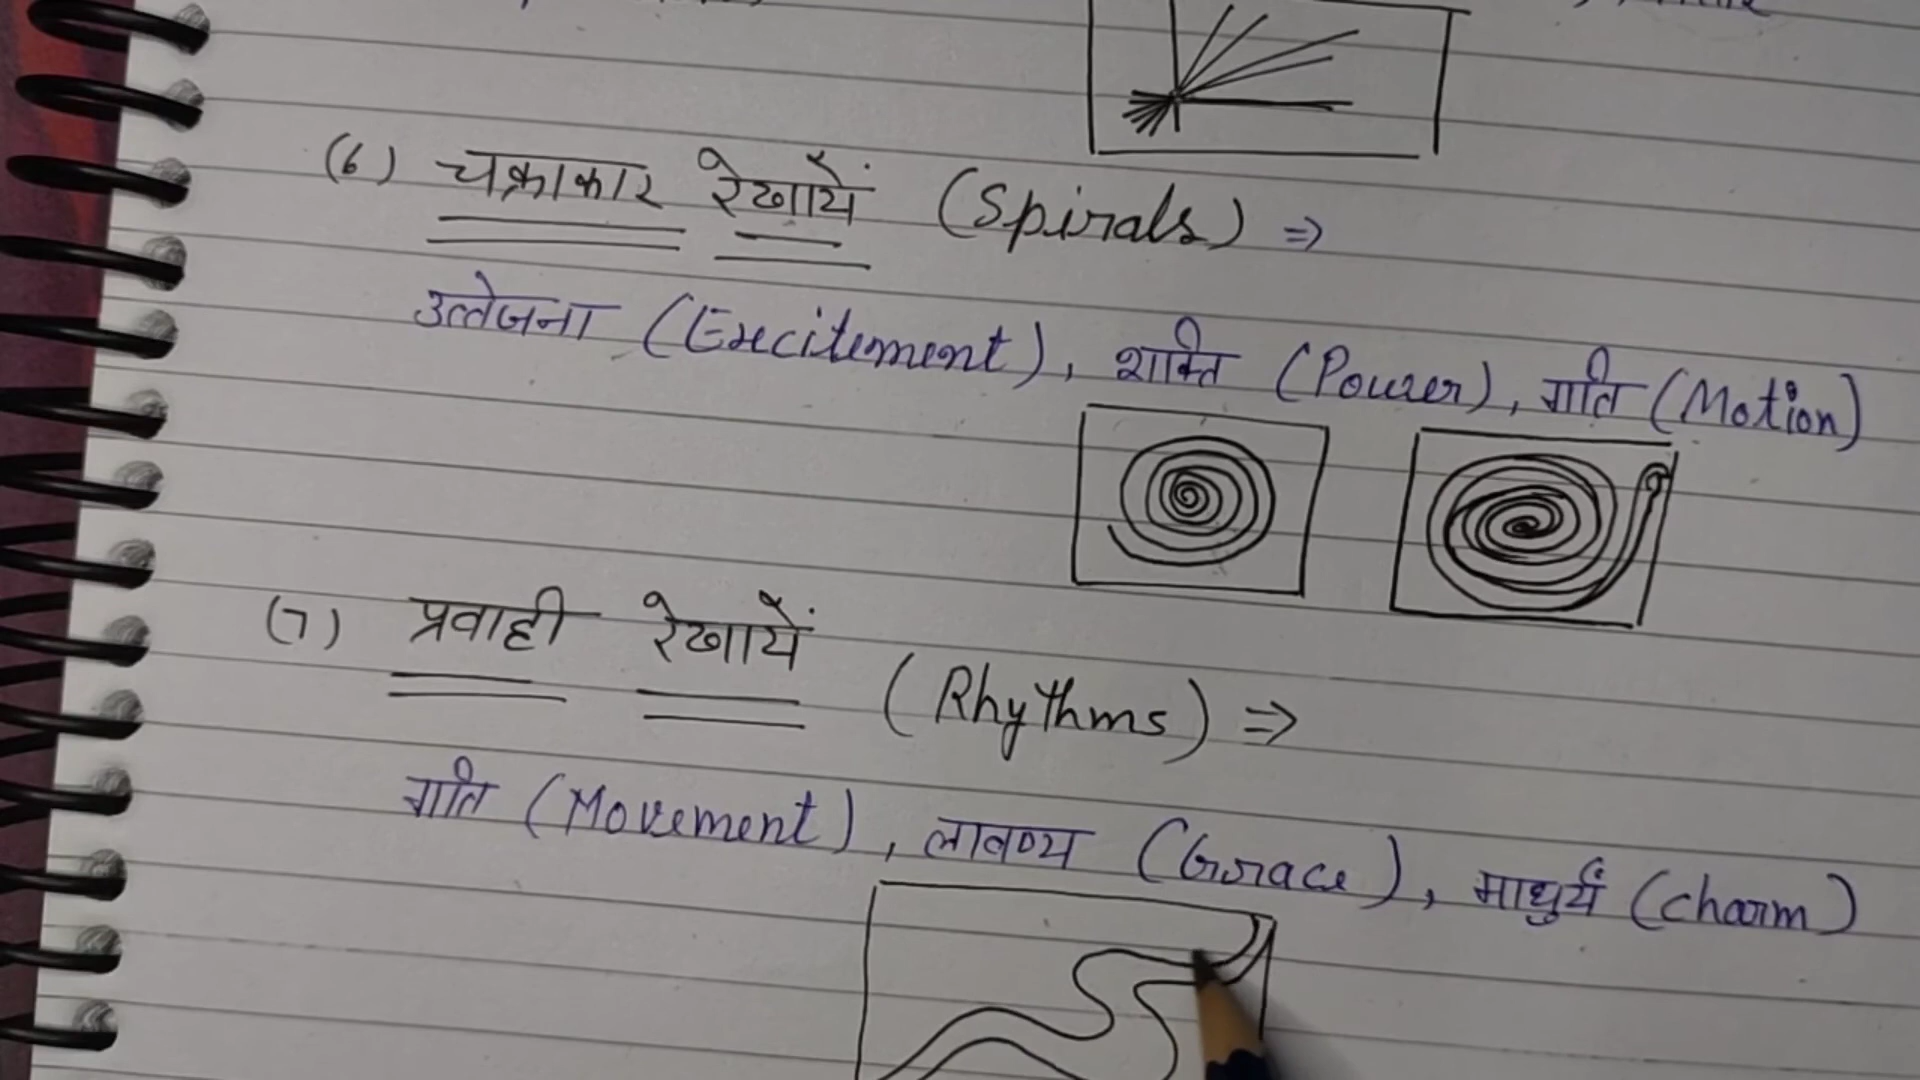 (6) चक्राकार रेखायें (Spirals) ⇒
उत्तेजना (Excitement), शक्ति (Power), गति (Motion)
(7) प्रवाही रेखायें (Rhythms) ⇒
गति (Movement), लावण्य (Grace), माधुर्य (charm)